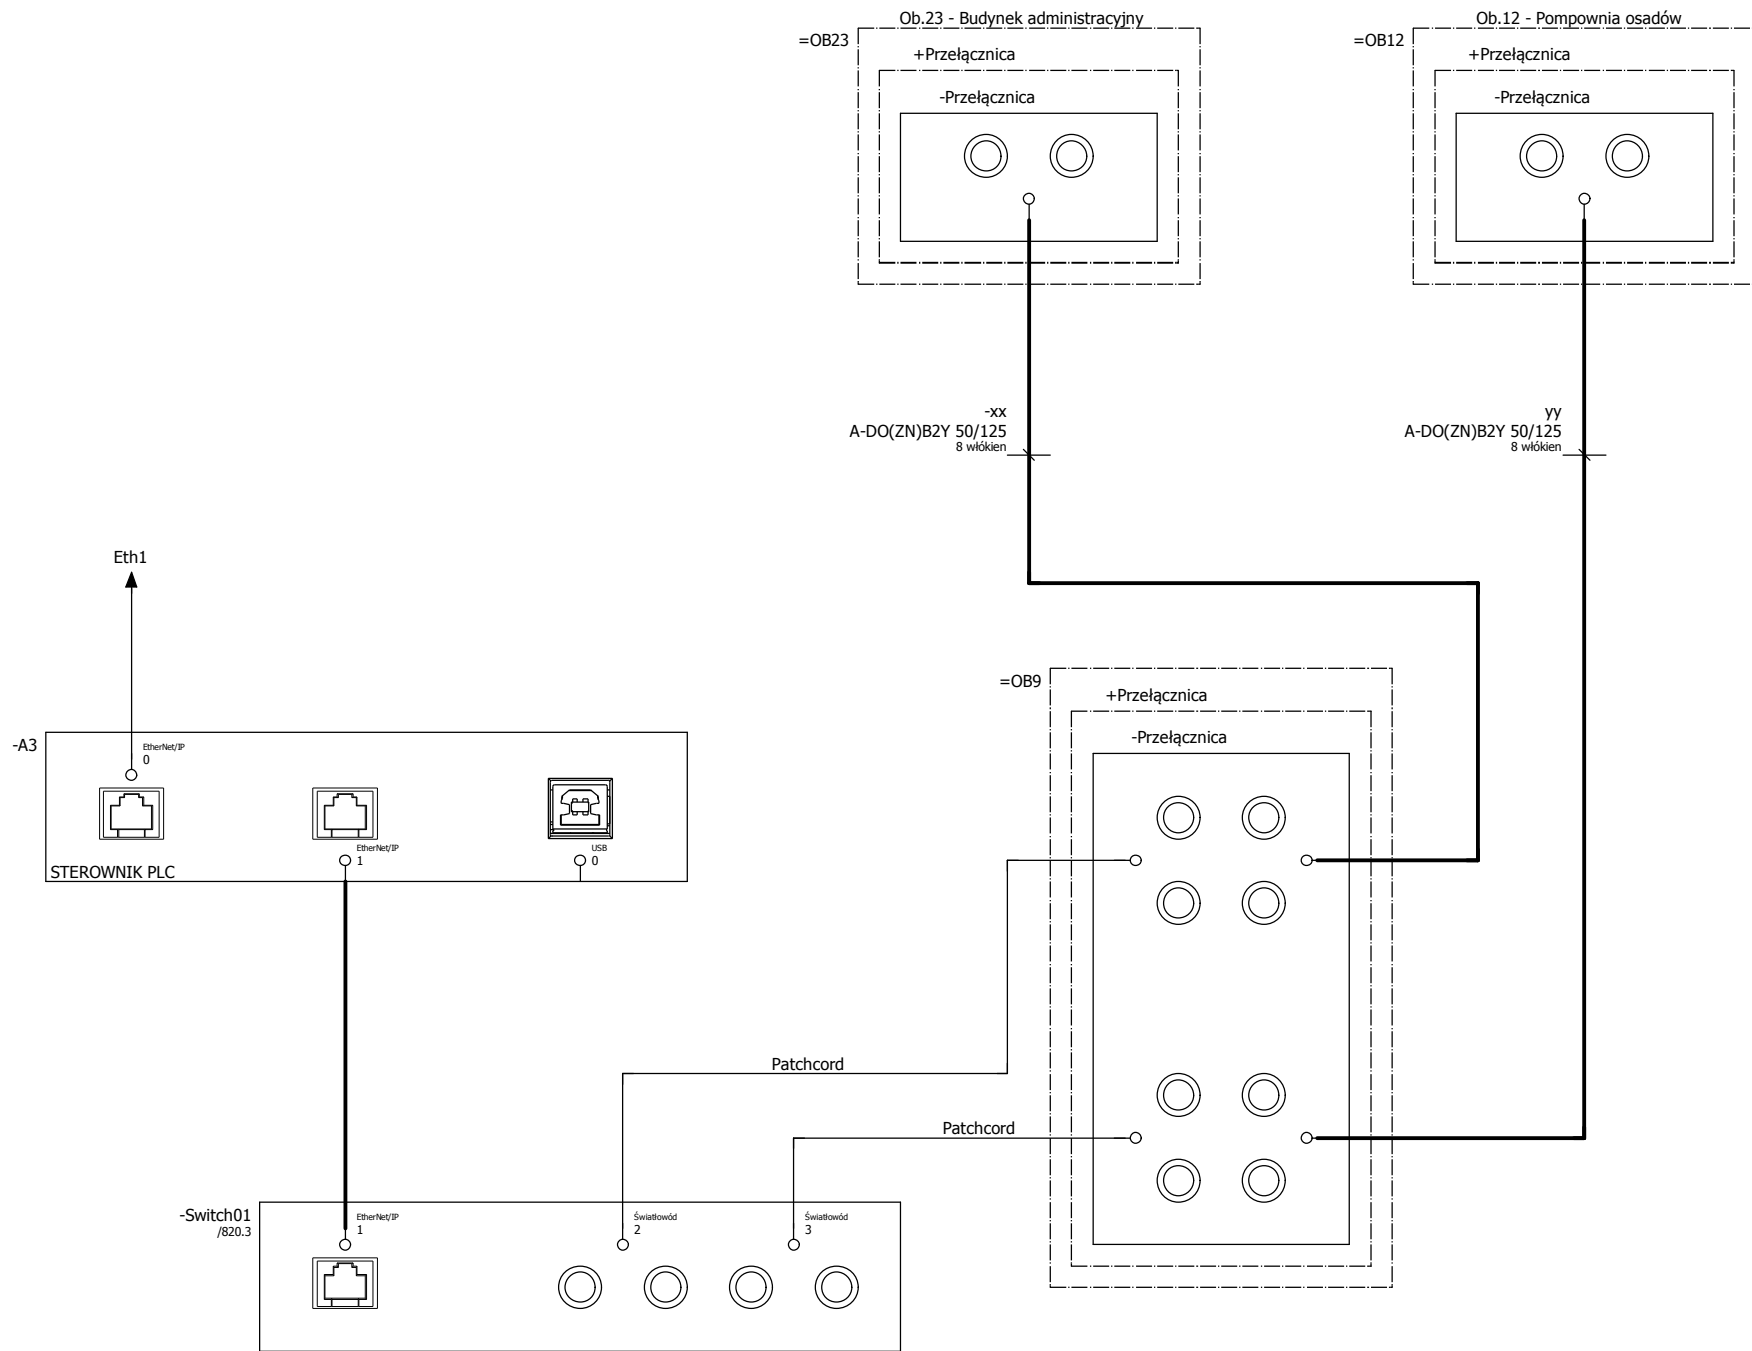 Ob.23 - Budynek administracyjny
=OB23
+Przełącznica
-Przełącznica
Ob.12 - Pompownia osadów
=OB12
+Przełącznica
-Przełącznica
-xx
A-DO(ZN)B2Y 50/125
8 włókien
yy
A-DO(ZN)B2Y 50/125
8 włókien
Eth1
=OB9
+Przełącznica
-Przełącznica
-A3
EtherNet/IP
0
EtherNet/IP
1
USB
0
STEROWNIK PLC
Patchcord
Patchcord
-Switch01
/820.3
EtherNet/IP
1
Światłowód
2
Światłowód
3